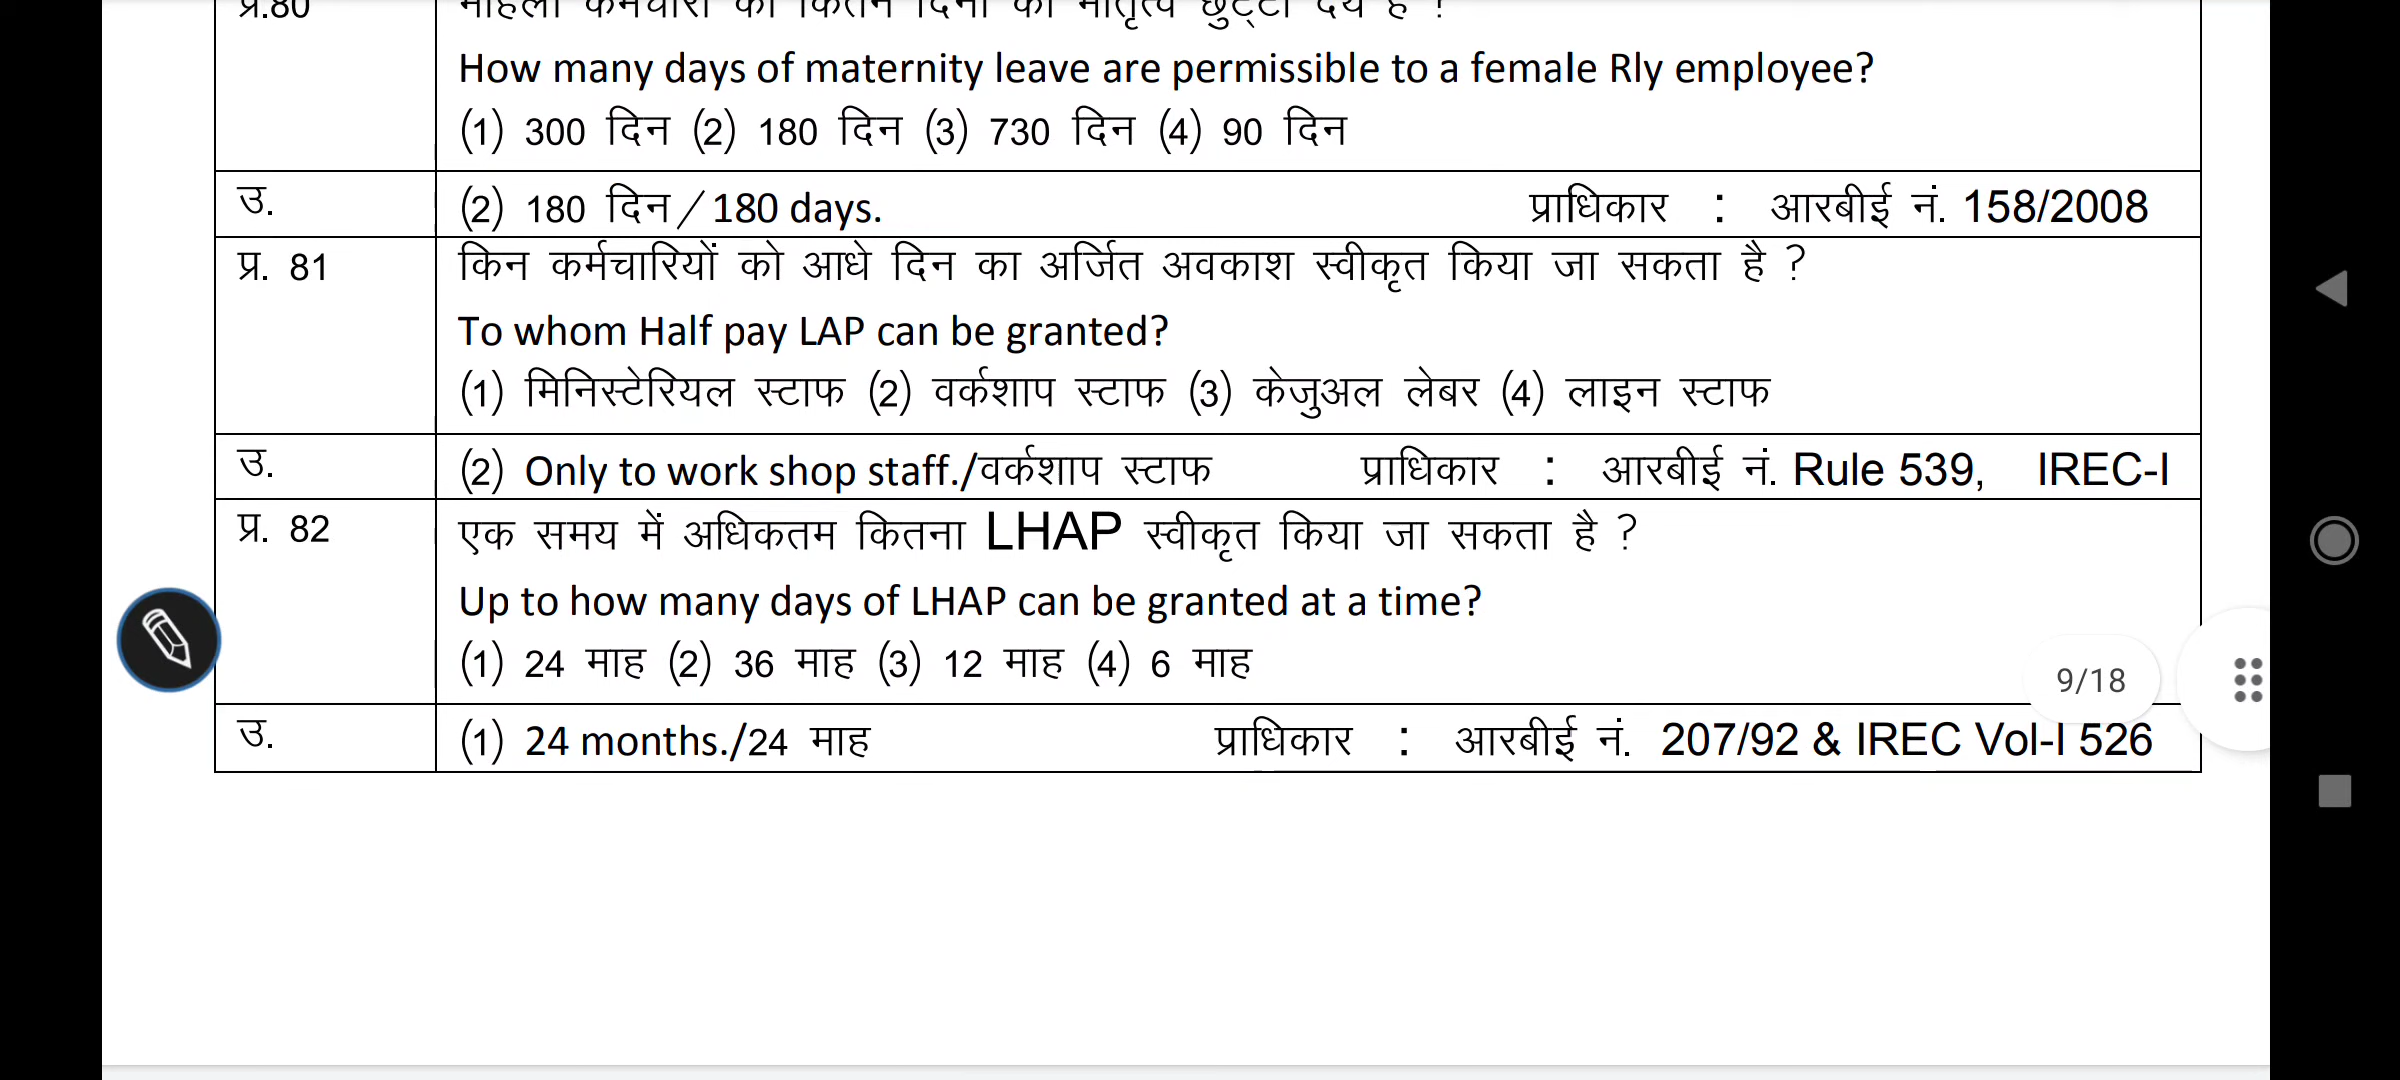 प्र.80 महिला कर्मचारी को कितने दिनों की मातृत्व छुट्टी देय है ?
How many days of maternity leave are permissible to a female Rly employee?
(1) 300 दिन (2) 180 दिन (3) 730 दिन (4) 90 दिन
उ. (2) 180 दिन/180 days. प्राधिकार : आरबीई नं. 158/2008
प्र. 81 किन कर्मचारियों को आधे दिन का अर्जित अवकाश स्वीकृत किया जा सकता है ?
To whom Half pay LAP can be granted?
(1) मिनिस्टेरियल स्टाफ (2) वर्कशाप स्टाफ (3) केजुअल लेबर (4) लाइन स्टाफ
उ. (2) Only to work shop staff./वर्कशाप स्टाफ प्राधिकार : आरबीई नं. Rule 539, IREC-I
प्र. 82 एक समय में अधिकतम कितना LHAP स्वीकृत किया जा सकता है ?
Up to how many days of LHAP can be granted at a time?
(1) 24 माह (2) 36 माह (3) 12 माह (4) 6 माह
9/18
उ. (1) 24 months./24 माह प्राधिकार : आरबीई नं. 207/92 & IREC Vol-I 526